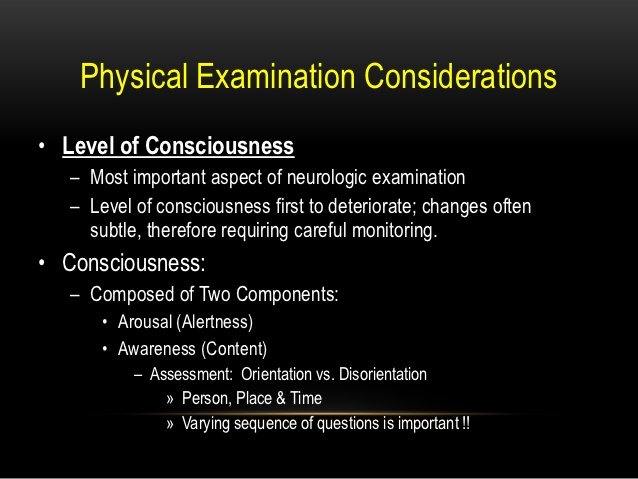 Physical Examination Considerations
• Level of Consciousness
– Most important aspect of neurologic examination
– Level of consciousness first to deteriorate; changes often
subtle, therefore requiring careful monitoring.
• Consciousness:
– Composed of Two Components:
• Arousal (Alertness)
• Awareness (Content)
– Assessment: Orientation vs. Disorientation
» Person, Place & Time
» Varying sequence of questions is important !!